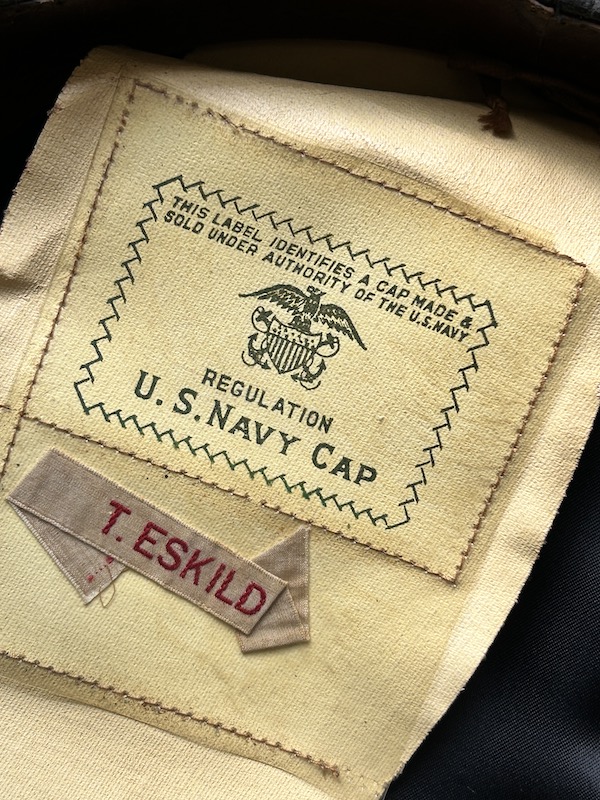 THIS LABEL IDENTIFIES A CAP MADE &
SOLD UNDER AUTHORITY OF THE U.S. NAVY
REGULATION
U. S. NAVY CAP
T. ESKILD